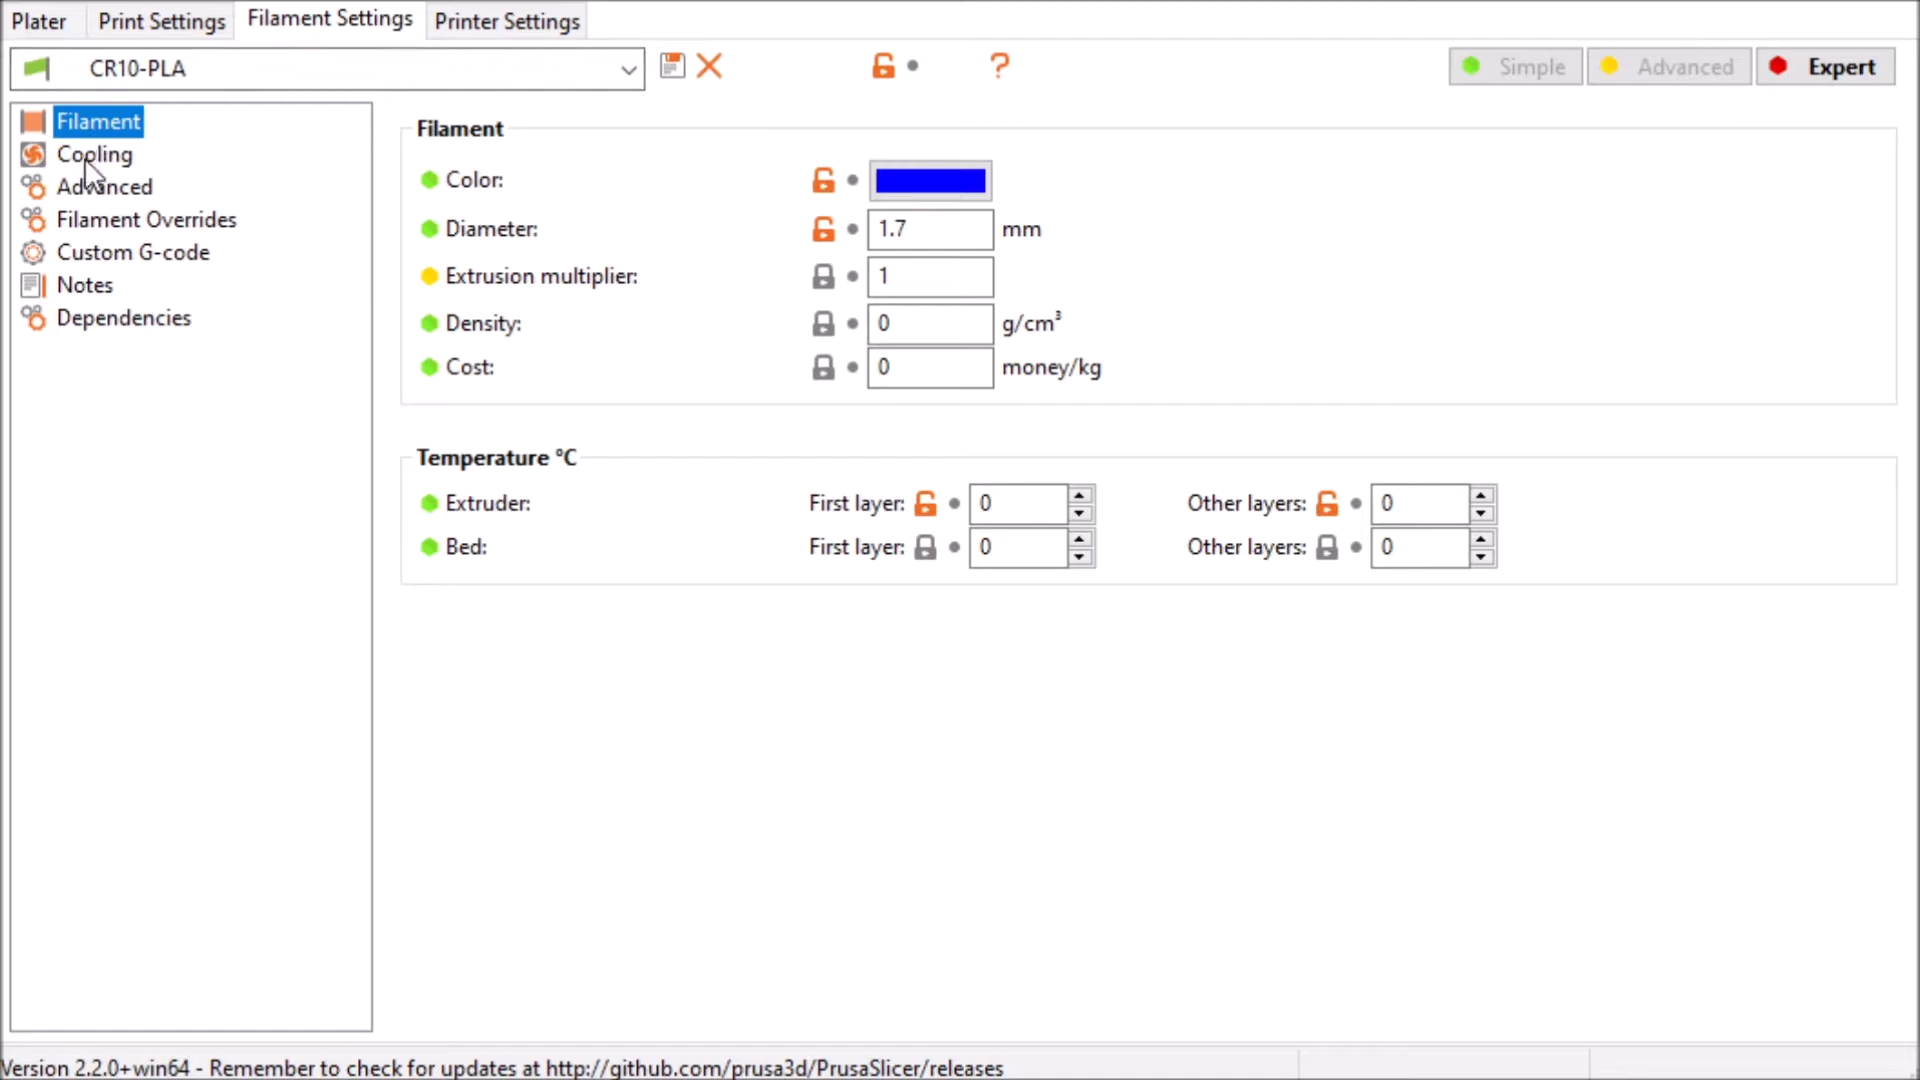 Plater Print Settings Filament Settings Printer Settings
CR10-PLA ? Simple Advanced Expert
Filament
Cooling
Advanced
Filament Overrides
Custom G-code
Notes
Dependencies
Filament
Color:
Diameter: 1.7 mm
Extrusion multiplier: 1
Density: 0 g/cm³
Cost: 0 money/kg
Temperature °C
Extruder: First layer: 0 Other layers: 0
Bed: First layer: 0 Other layers: 0
Version 2.2.0+win64 - Remember to check for updates at http://github.com/prusa3d/PrusaSlicer/releases